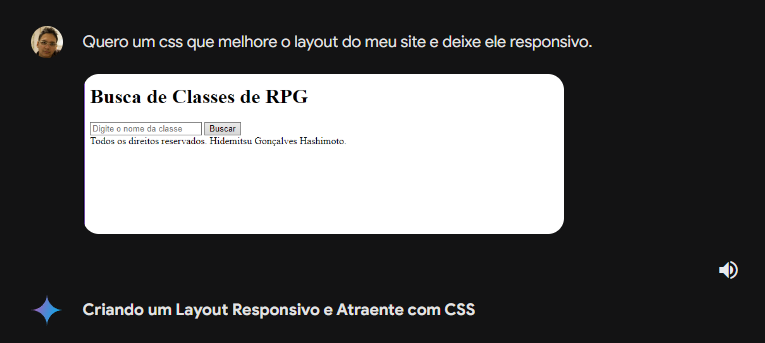 Quero um css que melhore o layout do meu site e deixe ele responsivo.
Busca de Classes de RPG
Digite o nome da classe Buscar
Todos os direitos reservados. Hidemitsu Gonçalves Hashimoto.
Criando um Layout Responsivo e Atraente com CSS